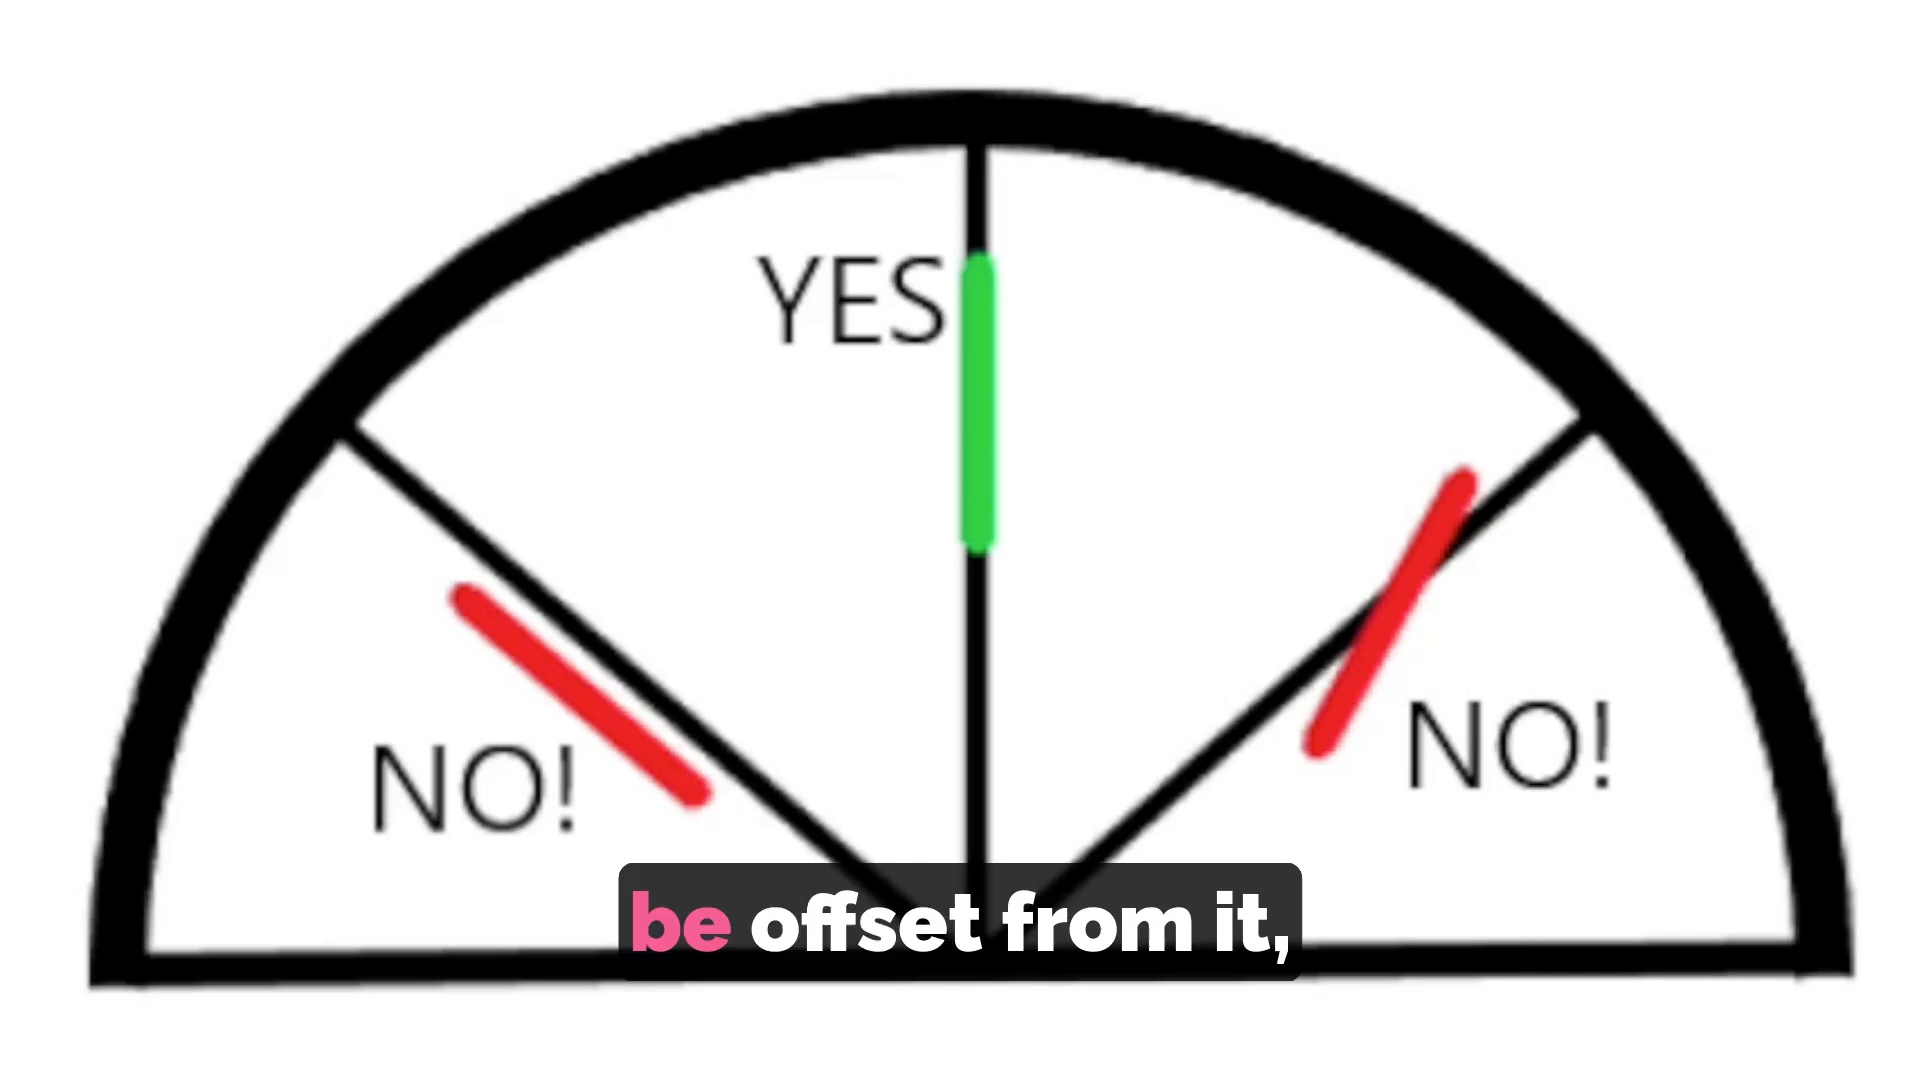 YES
NO!
NO!
be offset from it,